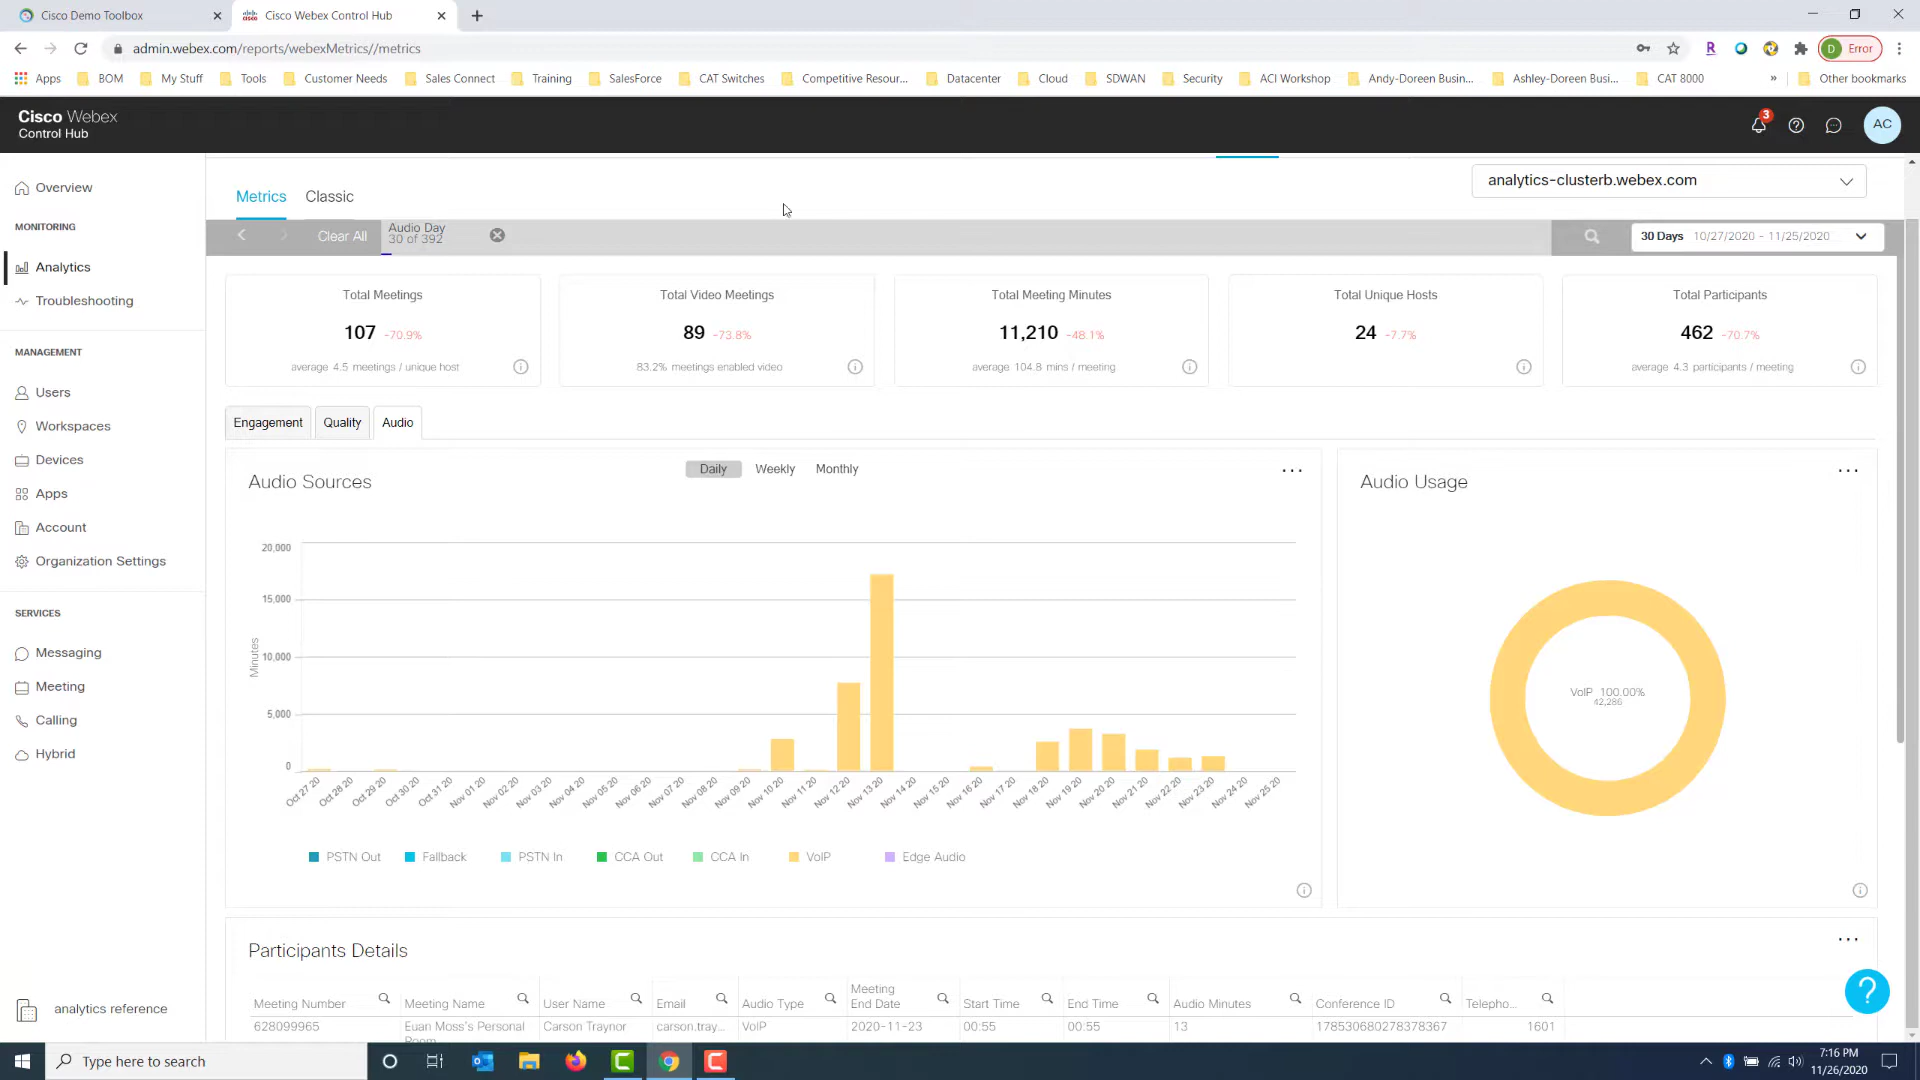 Cisco Demo Toolbox
Cisco Webex Control Hub
admin.webex.com/reports/webexMetrics//metrics
R
D Error
Apps BOM My Stuff Tools Customer Needs Sales Connect Training SalesForce CAT Switches Competitive Resour... Datacenter Cloud SDWAN Security ACI Workshop Andy-Doreen Busin... Ashley-Doreen Busi... CAT 8000 » Other bookmarks
Cisco Webex
Control Hub
3
AC
Overview
MONITORING
Analytics
Troubleshooting
MANAGEMENT
Users
Workspaces
Devices
Apps
Account
Organization Settings
SERVICES
Messaging
Meeting
Calling
Hybrid
analytics reference
Metrics Classic
analytics-clusterb.webex.com
Clear All
Audio Day
30 of 392
30 Days 10/27/2020 - 11/25/2020
Total Meetings
107 -70.9%
average 4.5 meetings / unique host
Total Video Meetings
89 -73.8%
83.2% meetings enabled video
Total Meeting Minutes
11,210 -48.1%
average 104.8 mins / meeting
Total Unique Hosts
24 -7.7%
Total Participants
462 -70.7%
average 4.3 participants / meeting
Engagement Quality Audio
Audio Sources
Daily Weekly Monthly
Minutes
20,000
15,000
10,000
5,000
0
Oct 27 20 Oct 28 20 Oct 29 20 Oct 30 20 Oct 31 20 Nov 01 20 Nov 02 20 Nov 03 20 Nov 04 20 Nov 05 20 Nov 06 20 Nov 07 20 Nov 08 20 Nov 09 20 Nov 10 20 Nov 11 20 Nov 12 20 Nov 13 20 Nov 14 20 Nov 15 20 Nov 16 20 Nov 17 20 Nov 18 20 Nov 19 20 Nov 20 20 Nov 21 20 Nov 22 20 Nov 23 20 Nov 24 20 Nov 25 20
PSTN Out Fallback PSTN In CCA Out CCA In VoIP Edge Audio
Audio Usage
VoIP 100.00%
42,286
Participants Details
Meeting Number Meeting Name User Name Email Audio Type Meeting End Date Start Time End Time Audio Minutes Conference ID Telepho...
628099965 Euan Moss's Personal Room Carson Traynor carson.tray... VoIP 2020-11-23 00:55 00:55 13 178530680278378367 1601
?
Type here to search
7:16 PM
11/26/2020